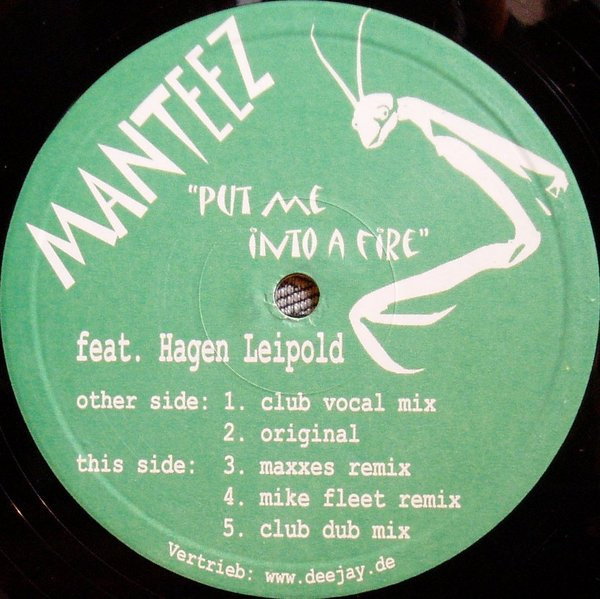 MANTEEZ
"PUT ME
INTO A FIRE"
feat. Hagen Leipold
other side: 1. club vocal mix
2. original
this side: 3. maxxes remix
4. mike fleet remix
5. club dub mix
Vertrieb: www.deejay.de